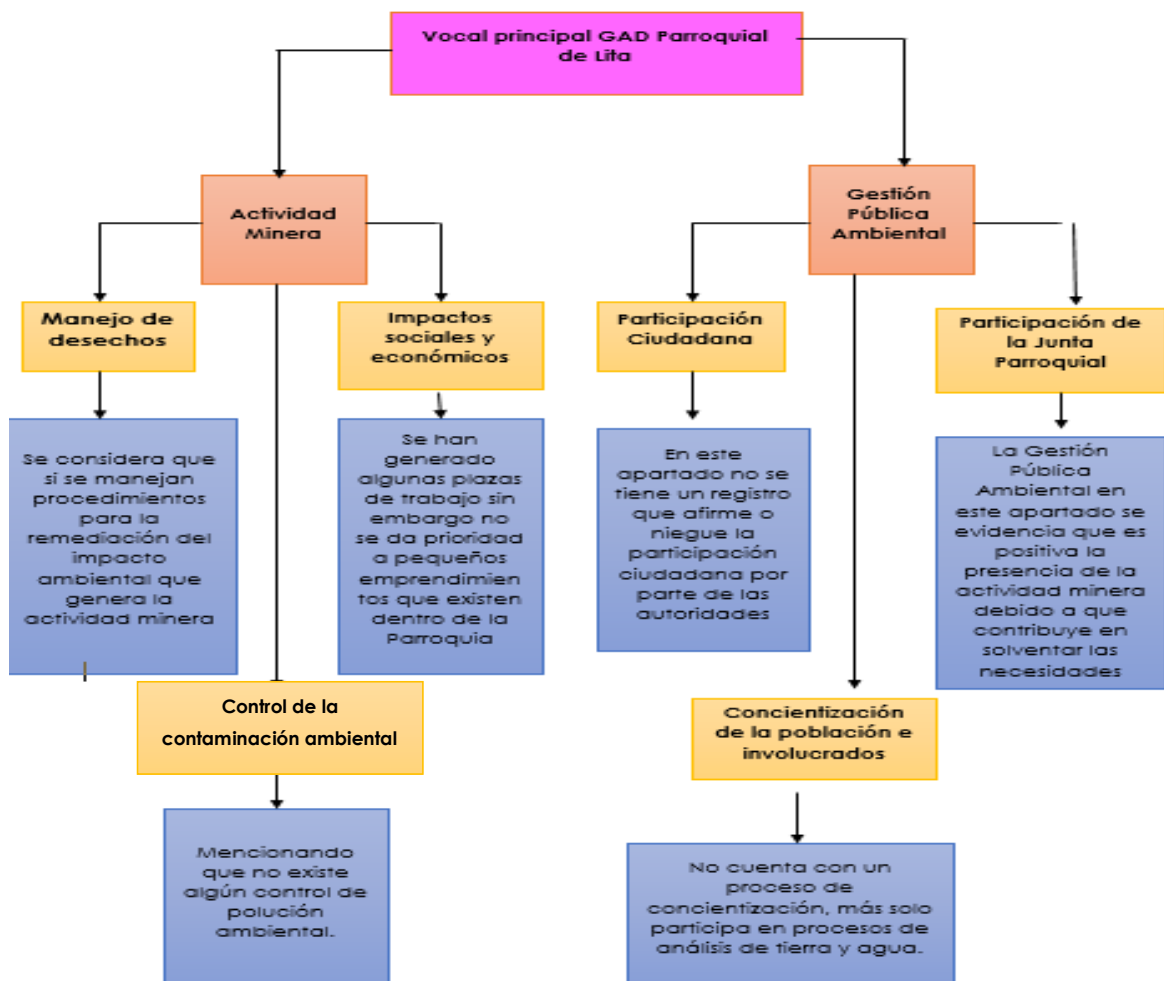 Vocal principal GAD Parroquial
de Lita
Actividad
Minera
Gestión
Pública
Ambiental
Manejo de
desechos
Impactos
sociales y
económicos
Participación
Ciudadana
Participación de
la Junta
Parroquial
Se considera que
si se manejan
procedimientos
para la
remediación del
impacto
ambiental que
genera la
actividad minera
Se han
generado
algunas plazas
de trabajo sin
embargo no
se da prioridad
a pequeños
emprendimien
tos que existen
dentro de la
Parroquia
En este
apartado no se
tiene un registro
que afirme o
niegue la
participación
ciudadana por
parte de las
autoridades
La Gestión
Pública
Ambiental en
este apartado se
evidencia que es
positiva la
presencia de la
actividad minera
debido a que
contribuye en
solventar las
necesidades
Control de la
contaminación ambiental
Concientización
de la población e
involucrados
Mencionando
que no existe
algún control de
polución
ambiental.
No cuenta con un
proceso de
concientización, más solo
participa en procesos de
análisis de tierra y agua.